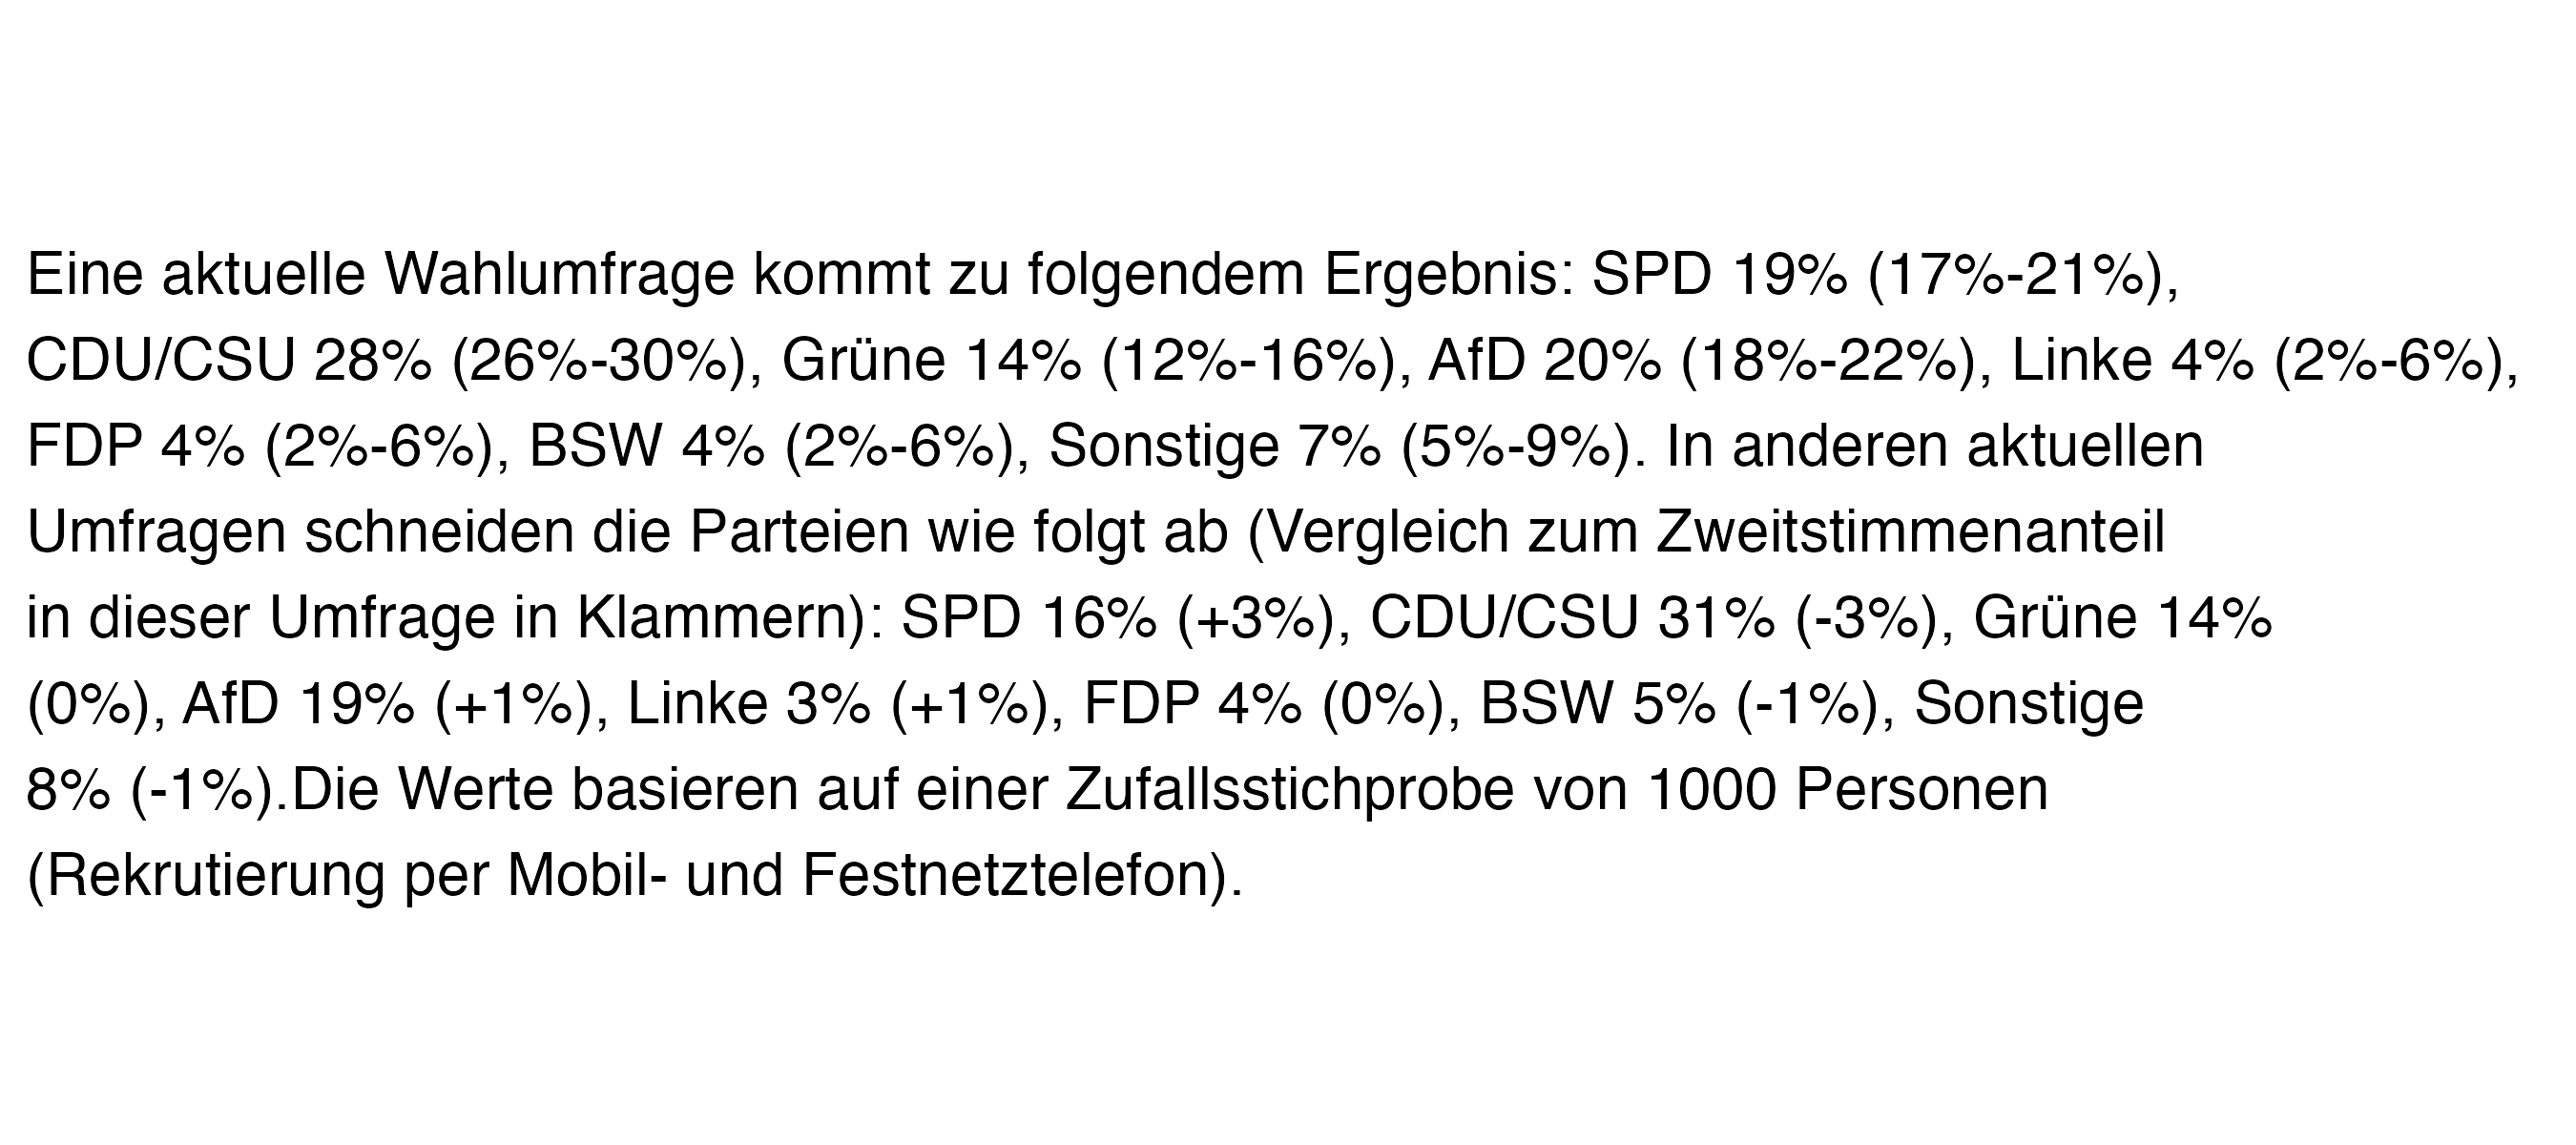 Eine aktuelle Wahlumfrage kommt zu folgendem Ergebnis: SPD 19% (17%-21%),
CDU/CSU 28% (26%-30%), Grüne 14% (12%-16%), AfD 20% (18%-22%), Linke 4% (2%-6%),
FDP 4% (2%-6%), BSW 4% (2%-6%), Sonstige 7% (5%-9%). In anderen aktuellen
Umfragen schneiden die Parteien wie folgt ab (Vergleich zum Zweitstimmenanteil
in dieser Umfrage in Klammern): SPD 16% (+3%), CDU/CSU 31% (-3%), Grüne 14%
(0%), AfD 19% (+1%), Linke 3% (+1%), FDP 4% (0%), BSW 5% (-1%), Sonstige
8% (-1%).Die Werte basieren auf einer Zufallsstichprobe von 1000 Personen
(Rekrutierung per Mobil- und Festnetztelefon).